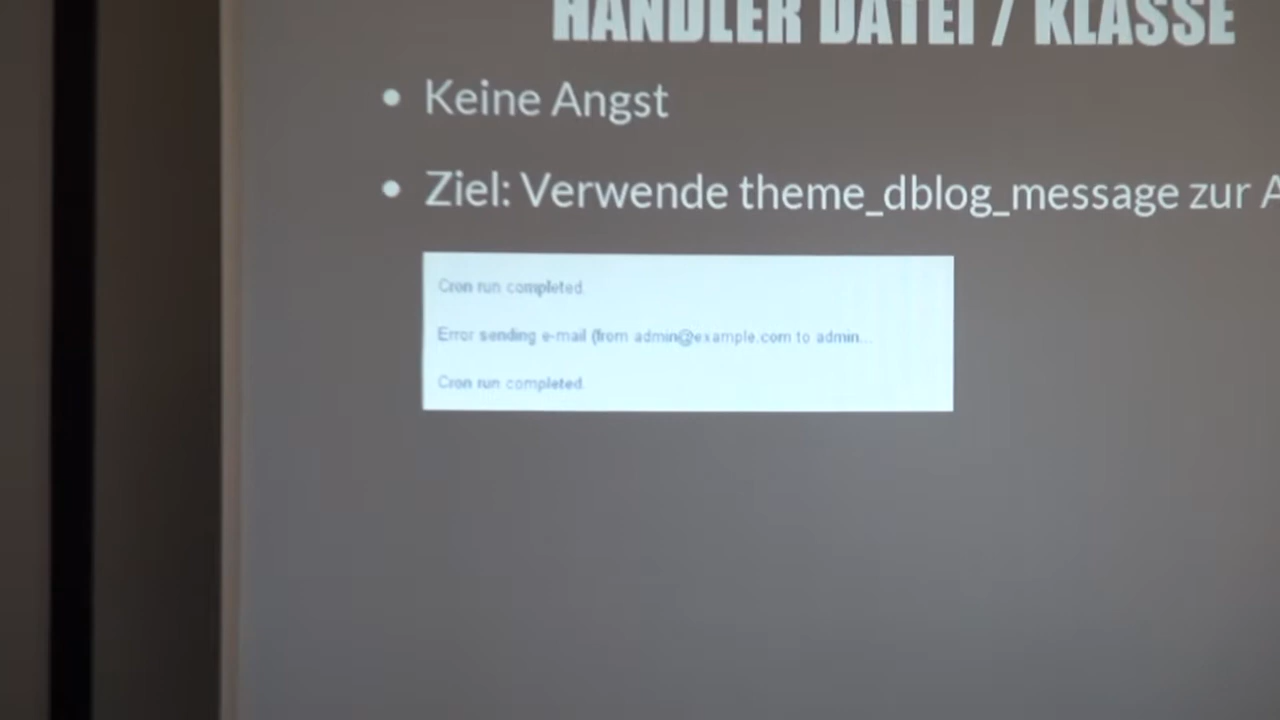 HANDLER DATEI / KLASSE
• Keine Angst
• Ziel: Verwende theme_dblog_message zur
Cron run completed.
Error sending e-mail (from admin@example.com to admin...
Cron run completed.